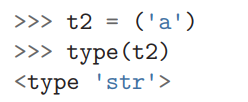 >>> t2 = ('a')
>>> type(t2)
<type 'str'>